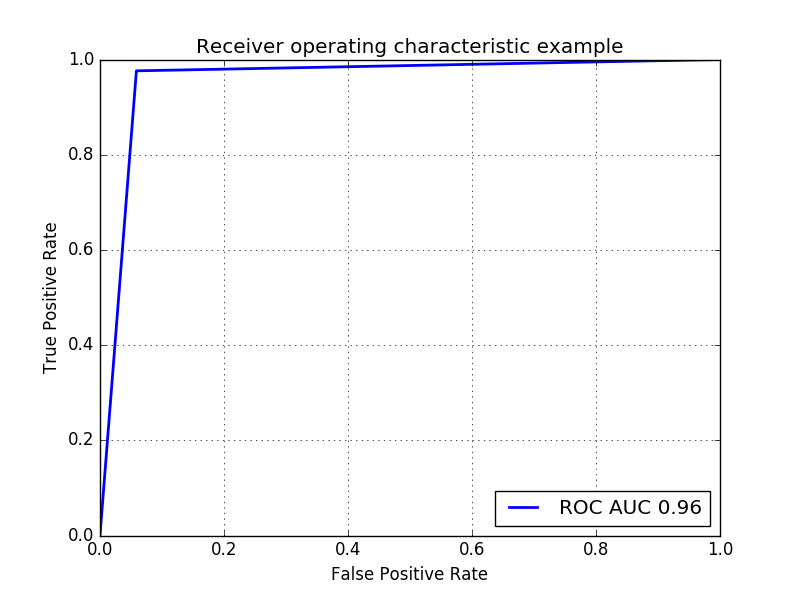 Receiver operating characteristic example
1.0
0.8
0.6
0.4
0.2
0.0
True Positive Rate
ROC AUC 0.96
0.0 0.2 0.4 0.6 0.8 1.0
False Positive Rate